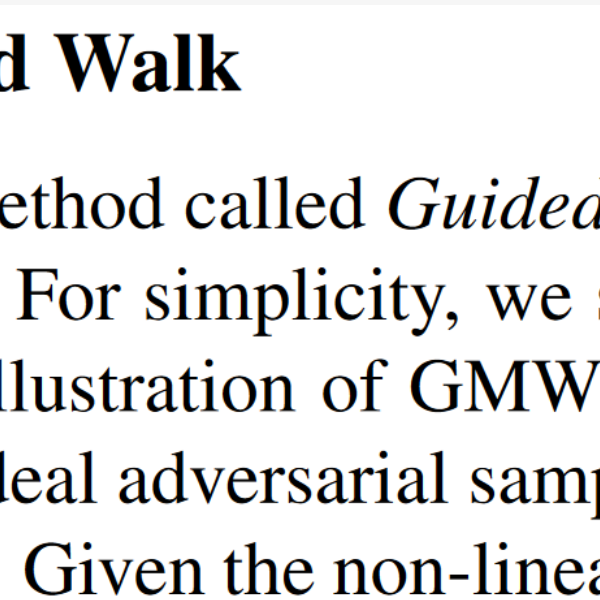 d Walk
ethod called Guided
For simplicity, we s
llustration of GMW
deal adversarial samp
Given the non-linea